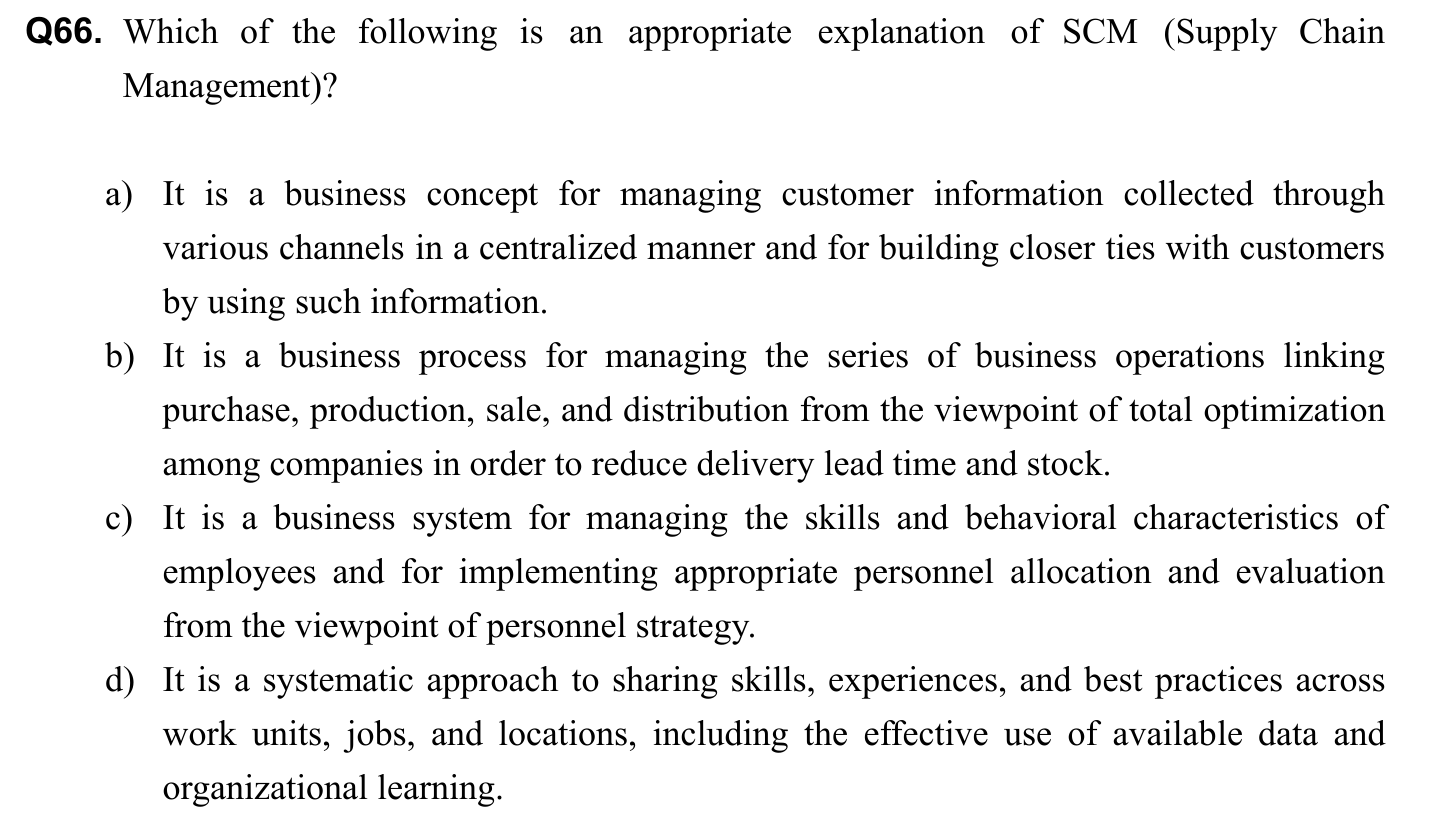 Q66. Which of the following is an appropriate explanation of SCM (Supply Chain
Management)?
a) It is a business concept for managing customer information collected through
various channels in a centralized manner and for building closer ties with customers
by using such information.
b) It is a business process for managing the series of business operations linking
purchase, production, sale, and distribution from the viewpoint of total optimization
among companies in order to reduce delivery lead time and stock.
c) It is a business system for managing the skills and behavioral characteristics of
employees and for implementing appropriate personnel allocation and evaluation
from the viewpoint of personnel strategy.
d) It is a systematic approach to sharing skills, experiences, and best practices across
work units, jobs, and locations, including the effective use of available data and
organizational learning.